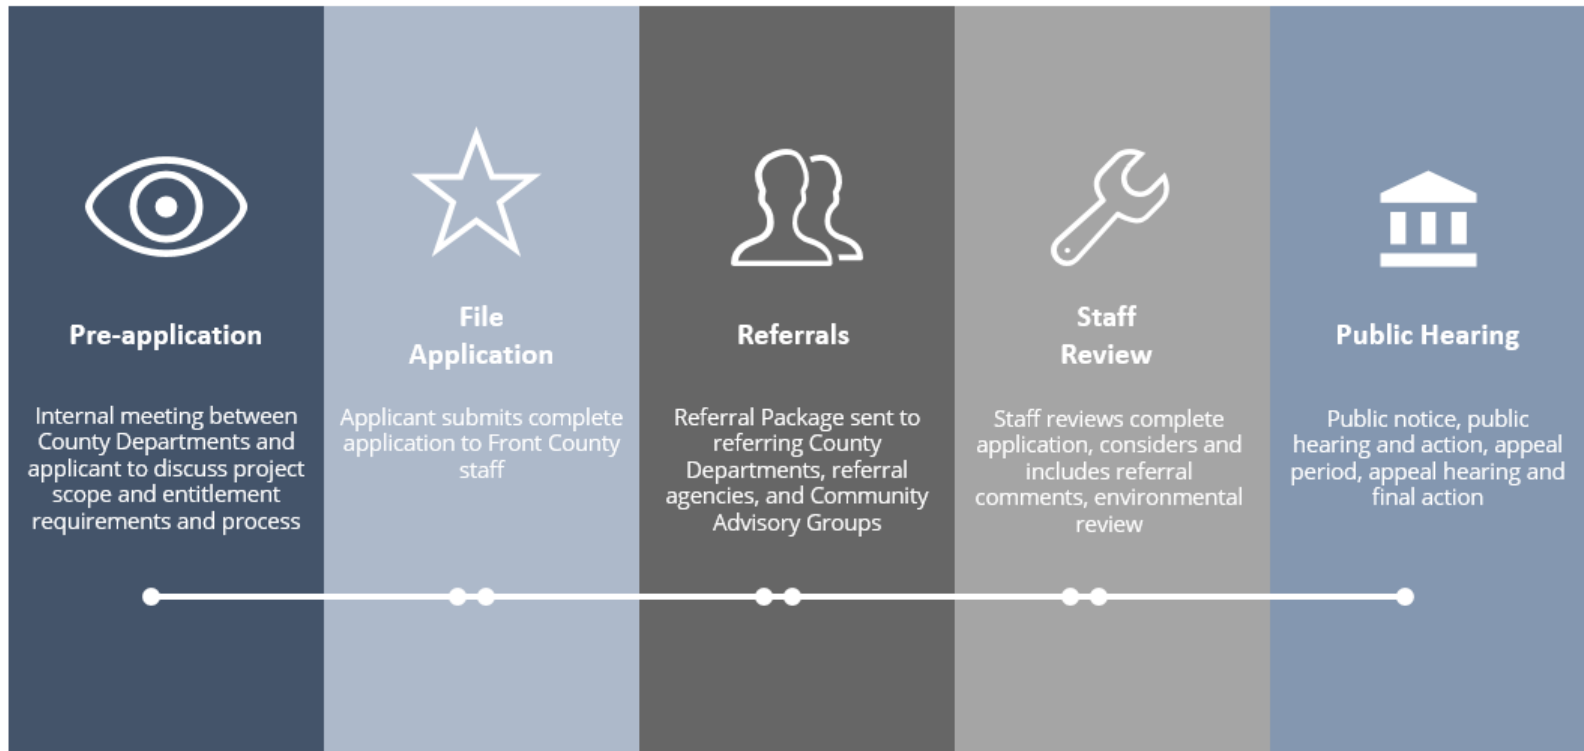 Pre-application
Internal meeting between
County Departments and
applicant to discuss project
scope and entitlement
requirements and process
File
Application
Applicant submits complete
application to Front County
staff
Referrals
Referral Package sent to
referring County
Departments, referral
agencies, and Community
Advisory Groups
Staff
Review
Staff reviews complete
application, considers and
includes referral
comments, environmental
review
Public Hearing
Public notice, public
hearing and action, appeal
period, appeal hearing and
final action